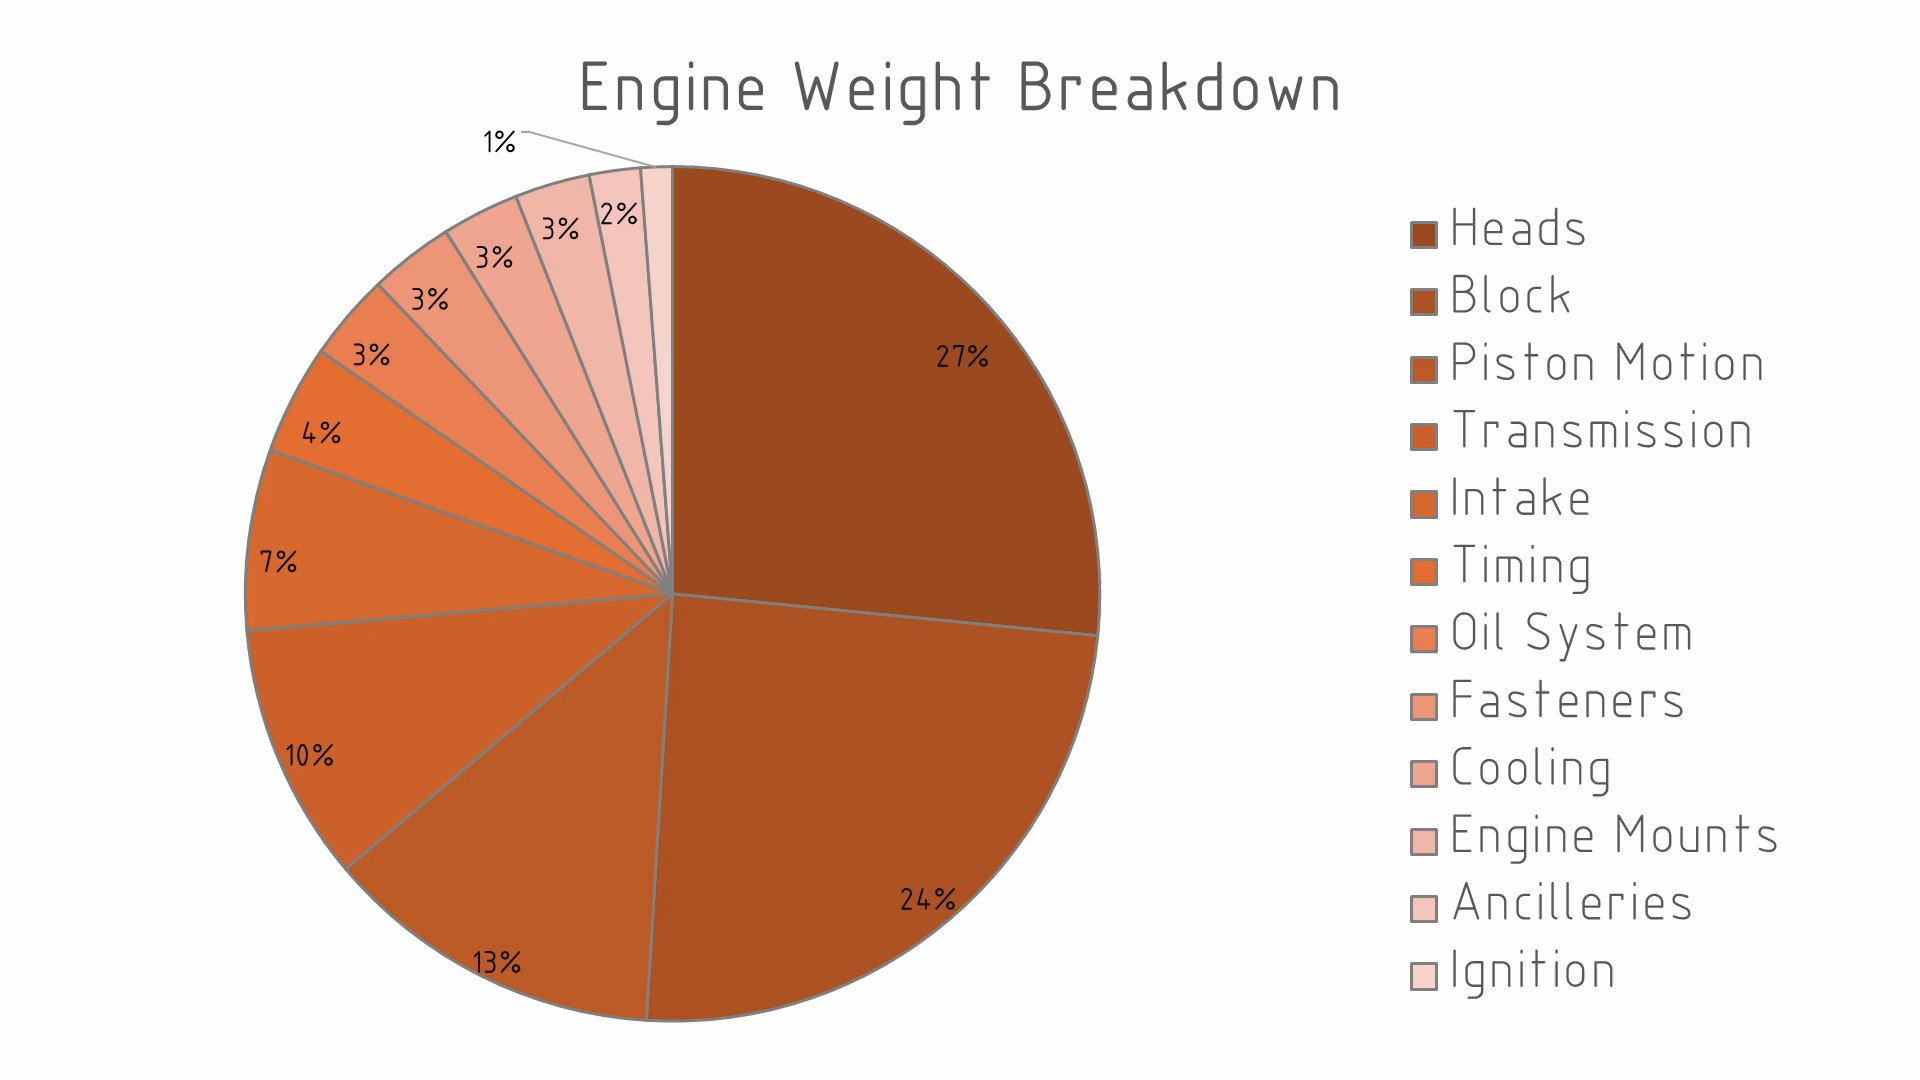 Engine Weight Breakdown
1%
2%
3%
3%
3%
3%
4%
7%
10%
13%
24%
27%
Heads
Block
Piston Motion
Transmission
Intake
Timing
Oil System
Fasteners
Cooling
Engine Mounts
Ancilleries
Ignition